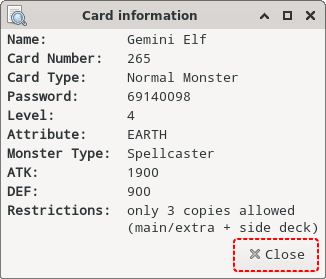 Card information
Name: Gemini Elf
Card Number: 265
Card Type: Normal Monster
Password: 69140098
Level: 4
Attribute: EARTH
Monster Type: Spellcaster
ATK: 1900
DEF: 900
Restrictions: only 3 copies allowed
(main/extra + side deck)
Close